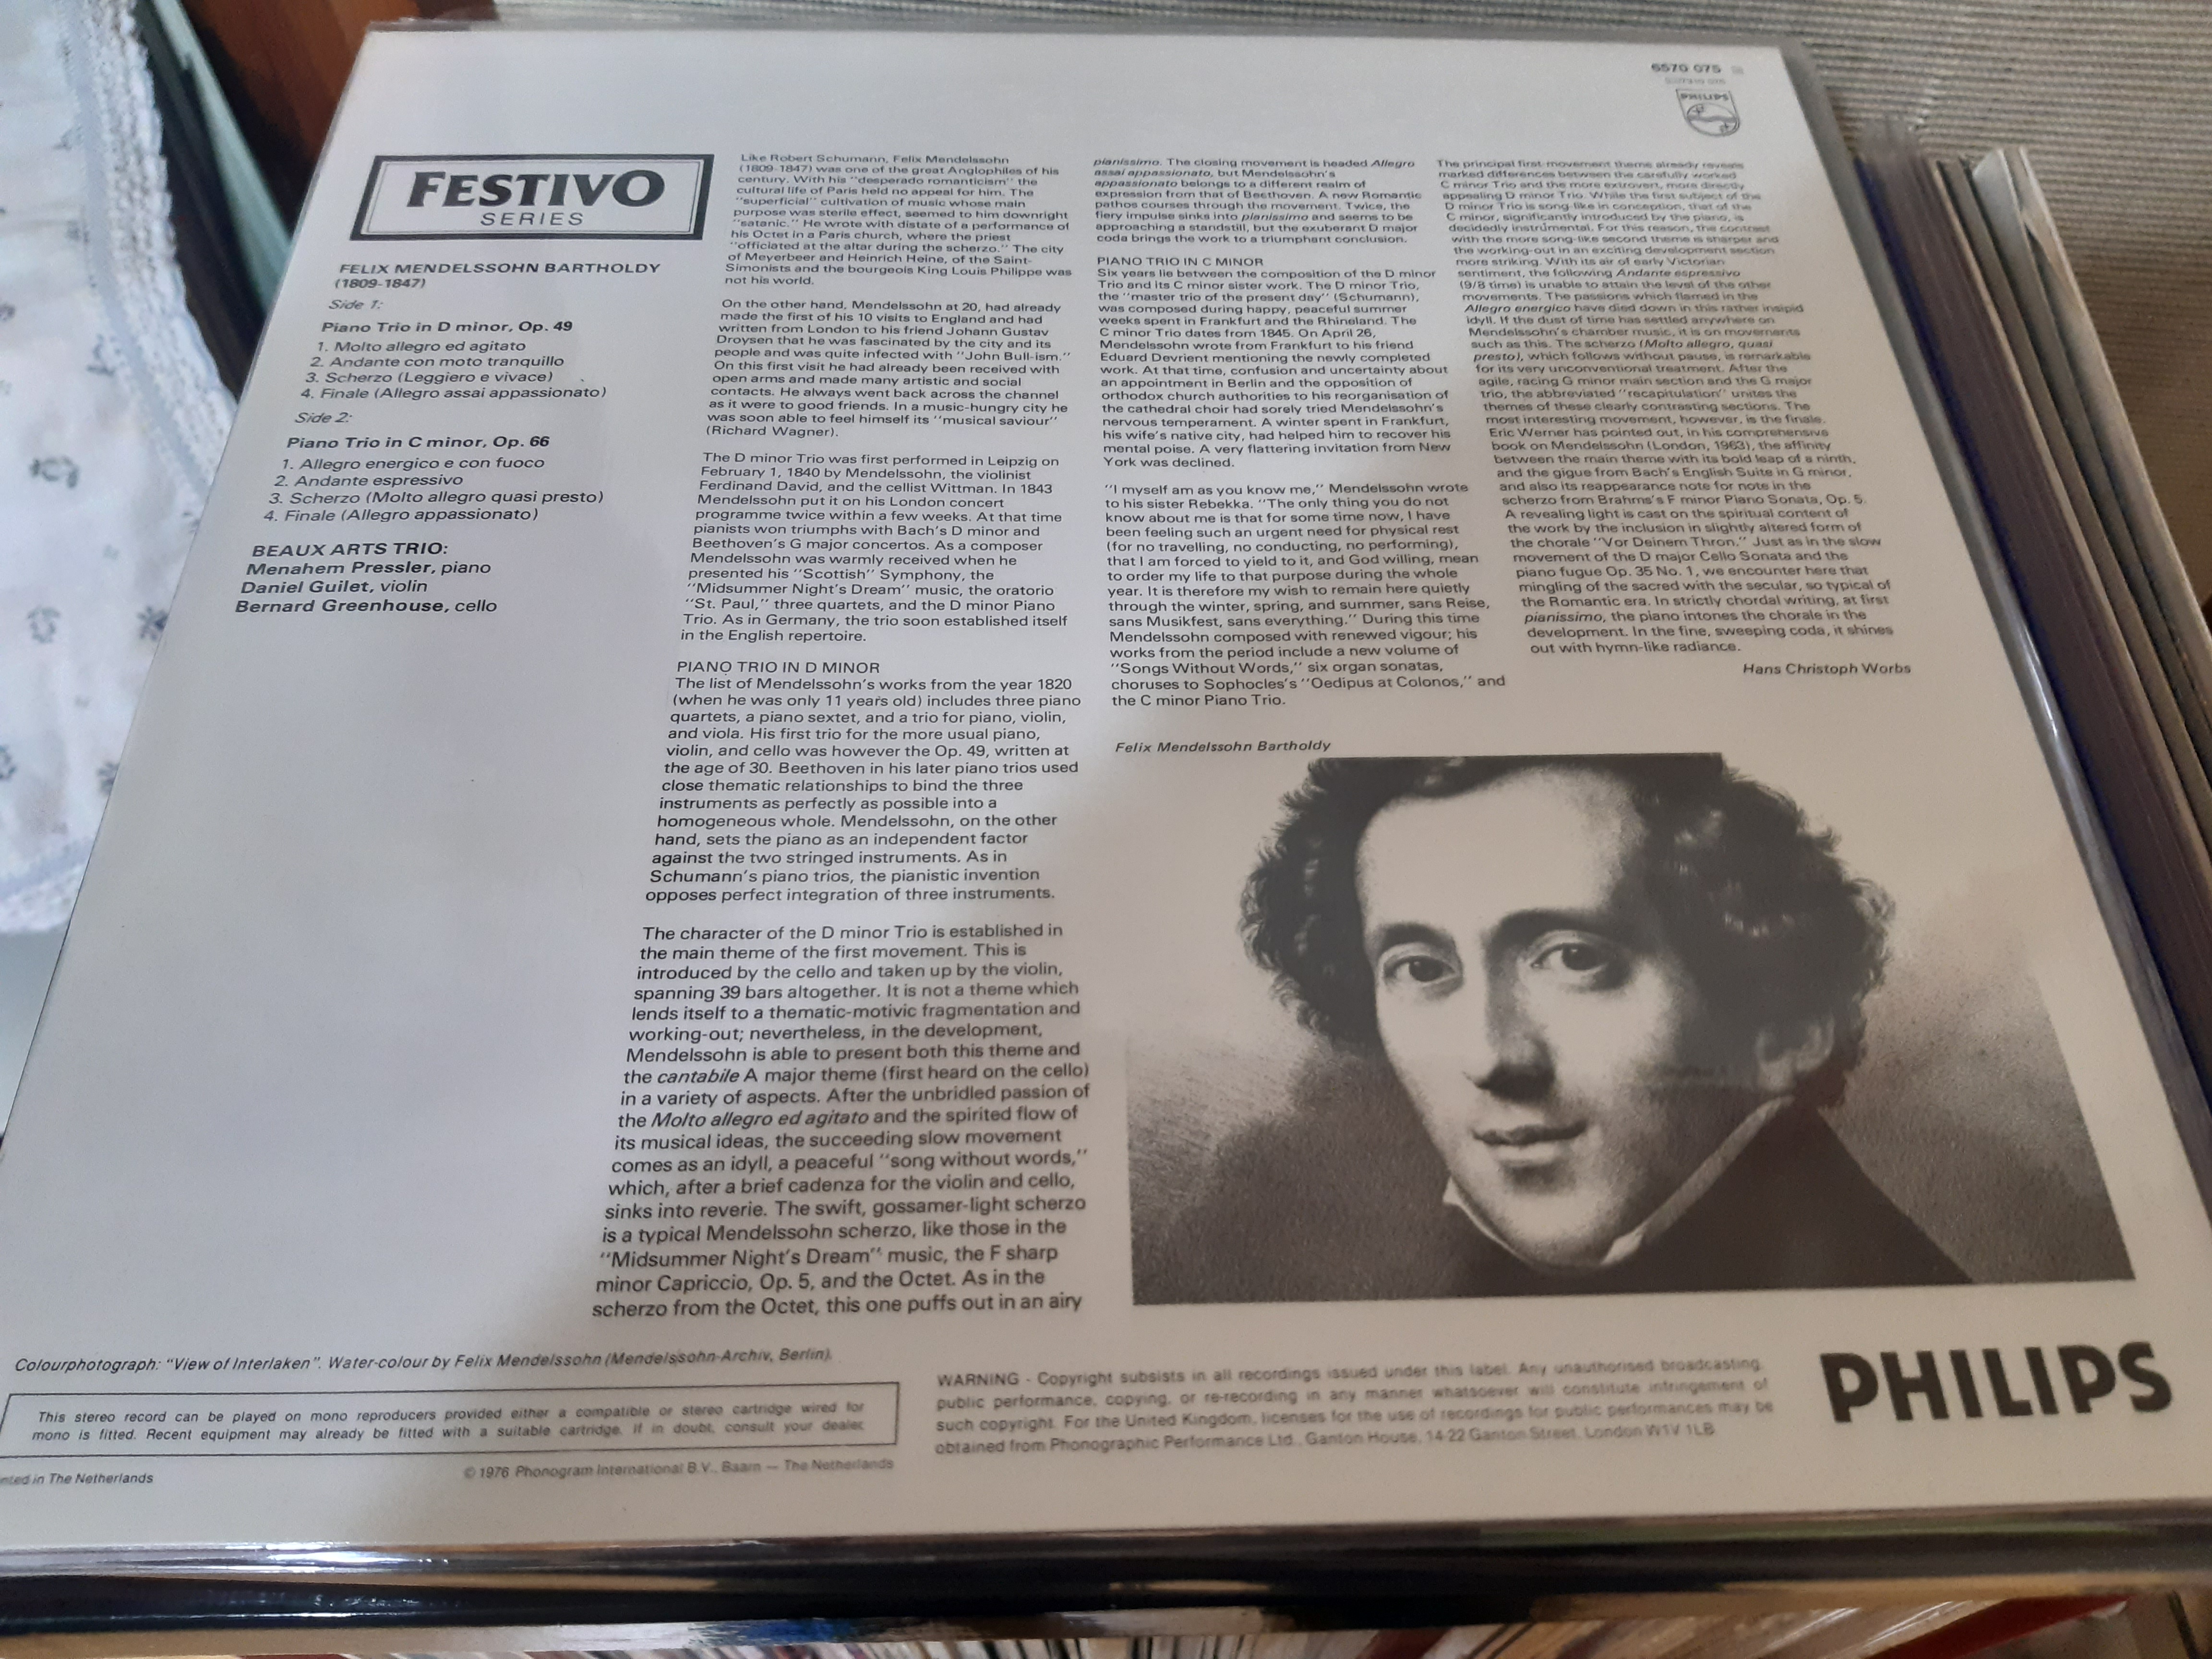 6570 075
PHILIPS
FESTIVO
SERIES
FELIX MENDELSSOHN BARTHOLDY
(1809-1847)
Side 1:
Piano Trio in D minor, Op. 49
1. Molto allegro ed agitato
2. Andante con moto tranquillo
3. Scherzo (Leggiero e vivace)
4. Finale (Allegro assai appassionato)
Side 2:
Piano Trio in C minor, Op. 66
1. Allegro energico e con fuoco
2. Andante espressivo
3. Scherzo (Molto allegro quasi presto)
4. Finale (Allegro appassionato)
BEAUX ARTS TRIO:
Menahem Pressler, piano
Daniel Guilet, violin
Bernard Greenhouse, cello
Like Robert Schumann, Felix Mendelssohn
(1809-1847) was one of the great Anglophiles of his
century. With his "desperado romanticism" the
cultural life of Paris held no appeal for him. The
"superficial" cultivation of music whose main
purpose was sterile effect, seemed to him downright
"satanic." He wrote with distate of a performance of
his Octet in a Paris church, where the priest
"officiated at the altar during the scherzo." The city
of Meyerbeer and Heinrich Heine, of the Saint-
Simonists and the bourgeois King Louis Philippe was
not his world.
On the other hand, Mendelssohn at 20, had already
made the first of his 10 visits to England and had
written from London to his friend Johann Gustav
Droysen that he was fascinated by the city and its
people and was quite infected with "John Bull-ism."
On this first visit he had already been received with
open arms and made many artistic and social
contacts. He always went back across the channel
as it were to good friends. In a music-hungry city he
was soon able to feel himself its "musical saviour"
(Richard Wagner).
The D minor Trio was first performed in Leipzig on
February 1, 1840 by Mendelssohn, the violinist
Ferdinand David, and the cellist Wittman. In 1843
Mendelssohn put it on his London concert
programme twice within a few weeks. At that time
pianists won triumphs with Bach's D minor and
Beethoven's G major concertos. As a composer
Mendelssohn was warmly received when he
presented his "Scottish" Symphony, the
"Midsummer Night's Dream" music, the oratorio
"St. Paul," three quartets, and the D minor Piano
Trio. As in Germany, the trio soon established itself
in the English repertoire.
PIANO TRIO IN D MINOR
The list of Mendelssohn's works from the year 1820
(when he was only 11 years old) includes three piano
quartets, a piano sextet, and a trio for piano, violin,
and viola. His first trio for the more usual piano,
violin, and cello was however the Op. 49, written at
the age of 30. Beethoven in his later piano trios used
close thematic relationships to bind the three
instruments as perfectly as possible into a
homogeneous whole. Mendelssohn, on the other
hand, sets the piano as an independent factor
against the two stringed instruments. As in
Schumann's piano trios, the pianistic invention
opposes perfect integration of three instruments.
The character of the D minor Trio is established in
the main theme of the first movement. This is
introduced by the cello and taken up by the violin,
spanning 39 bars altogether. It is not a theme which
lends itself to a thematic-motivic fragmentation and
working-out; nevertheless, in the development,
Mendelssohn is able to present both this theme and
the cantabile A major theme (first heard on the cello)
in a variety of aspects. After the unbridled passion of
the Molto allegro ed agitato and the spirited flow of
its musical ideas, the succeeding slow movement
comes as an idyll, a peaceful "song without words,"
which, after a brief cadenza for the violin and cello,
sinks into reverie. The swift, gossamer-light scherzo
is a typical Mendelssohn scherzo, like those in the
"Midsummer Night's Dream" music, the F sharp
minor Capriccio, Op. 5, and the Octet. As in the
scherzo from the Octet, this one puffs out in an airy
pianissimo. The closing movement is headed Allegro
assai appassionato, but Mendelssohn's
appassionato belongs to a different realm of
expression from that of Beethoven. A new Romantic
pathos courses through the movement. Twice, the
fiery impulse sinks into pianissimo and seems to be
approaching a standstill, but the exuberant D major
coda brings the work to a triumphant conclusion.
PIANO TRIO IN C MINOR
Six years lie between the composition of the D minor
Trio and its C minor sister work. The D minor Trio,
the "master trio of the present day" (Schumann),
was composed during happy, peaceful summer
weeks spent in Frankfurt and the Rhineland. The
C minor Trio dates from 1845. On April 26,
Mendelssohn wrote from Frankfurt to his friend
Eduard Devrient mentioning the newly completed
work. At that time, confusion and uncertainty about
an appointment in Berlin and the opposition of
orthodox church authorities to his reorganisation of
the cathedral choir had sorely tried Mendelssohn's
nervous temperament. A winter spent in Frankfurt,
his wife's native city, had helped him to recover his
mental poise. A very flattering invitation from New
York was declined.
"I myself am as you know me," Mendelssohn wrote
to his sister Rebekka. "The only thing you do not
know about me is that for some time now, I have
been feeling such an urgent need for physical rest
(for no travelling, no conducting, no performing),
that I am forced to yield to it, and God willing, mean
to order my life to that purpose during the whole
year. It is therefore my wish to remain here quietly
through the winter, spring, and summer, sans Reise,
sans Musikfest, sans everything." During this time
Mendelssohn composed with renewed vigour; his
works from the period include a new volume of
"Songs Without Words," six organ sonatas,
choruses to Sophocles's "Oedipus at Colonos," and
the C minor Piano Trio.
The principal first-movement theme already reveals
marked differences between the carefully worked
C minor Trio and the more extrovert, more directly
appealing D minor Trio. While the first subject of the
D minor Trio is song-like in conception, that of the
C minor, significantly introduced by the piano, is
decidedly instrumental. For this reason, the contrast
with the more song-like second theme is sharper and
the working-out in an exciting development section
more striking. With its air of early Victorian
sentiment, the following Andante espressivo
(9/8 time) is unable to attain the level of the other
movements. The passions which flamed in the
Allegro energico have died down in this rather insipid
idyll. If the dust of time has settled anywhere on
Mendelssohn's chamber music, it is on movements
such as this. The scherzo (Molto allegro, quasi
presto), which follows without pause, is remarkable
for its very unconventional treatment. After the
agile, racing G minor main section and the G major
trio, the abbreviated "recapitulation" unites the
themes of these clearly contrasting sections. The
most interesting movement, however, is the finale.
Eric Werner has pointed out, in his comprehensive
book on Mendelssohn (London, 1963), the affinity
between the main theme with its bold leap of a ninth,
and the gigue from Bach's English Suite in G minor,
and also its reappearance note for note in the
scherzo from Brahms's F minor Piano Sonata, Op. 5.
A revealing light is cast on the spiritual content of
the work by the inclusion in slightly altered form of
the chorale "Vor Deinem Thron." Just as in the slow
movement of the D major Cello Sonata and the
piano fugue Op. 35 No. 1, we encounter here that
mingling of the sacred with the secular, so typical of
the Romantic era. In strictly chordal writing, at first
pianissimo, the piano intones the chorale in the
development. In the fine, sweeping coda, it shines
out with hymn-like radiance.
Hans Christoph Worbs
Felix Mendelssohn Bartholdy
Colourphotograph: "View of Interlaken". Water-colour by Felix Mendelssohn (Mendelssohn-Archiv, Berlin).
This stereo record can be played on mono reproducers provided either a compatible or stereo cartridge wired for
mono is fitted. Recent equipment may already be fitted with a suitable cartridge. If in doubt, consult your dealer.
nted in The Netherlands
© 1976 Phonogram International B.V., Baarn — The Netherlands
WARNING - Copyright subsists in all recordings issued under this label. Any unauthorised broadcasting,
public performance, copying, or re-recording in any manner whatsoever will constitute infringement of
such copyright. For the United Kingdom, licenses for the use of recordings for public performances may be
obtained from Phonographic Performance Ltd., Ganton House, 14-22 Ganton Street, London W1V 1LB.
PHILIPS